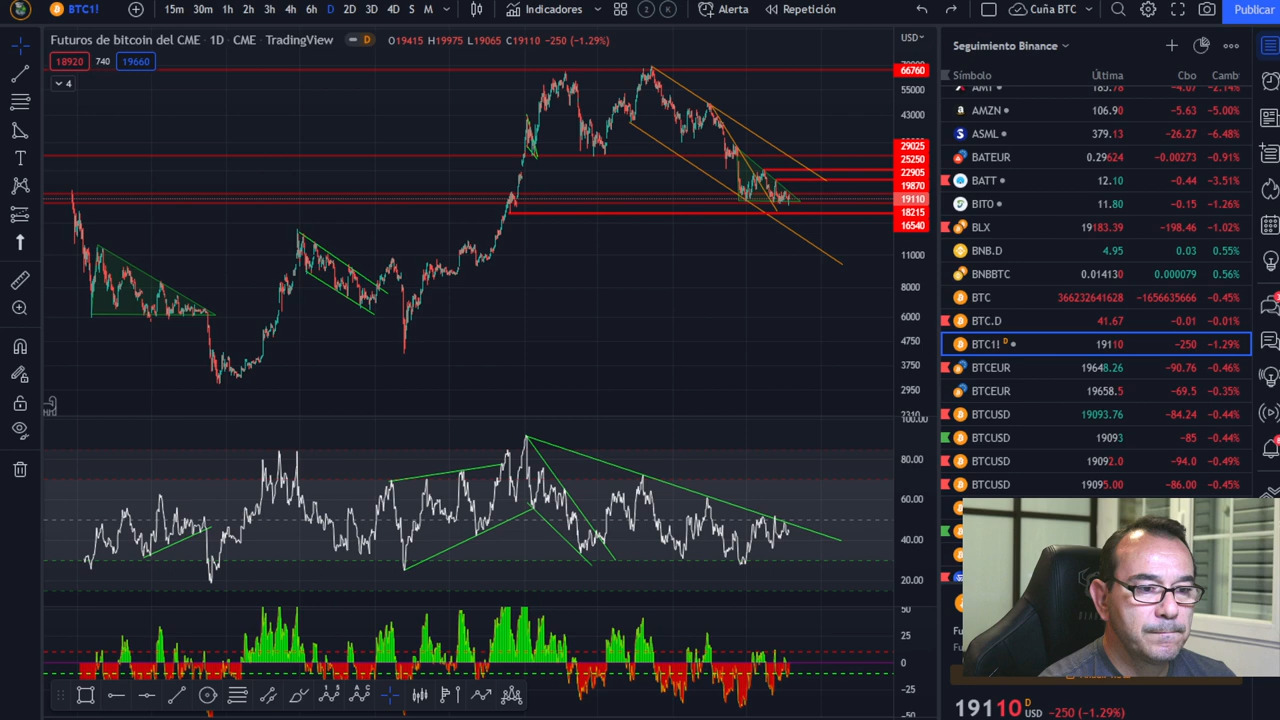 BTC1! 15m 30m 1h 2h 3h 4h 6h D 2D 3D 4D S M Indicadores 2 K Alerta Repetición Cuña BTC Publicar
Futuros de bitcoin del CME · 1D · CME · TradingView D O19415 H19975 L19065 C19110 -250 (-1.29%) USD
18920 740 19660
4
66760
55000
43000
29025
25250
22905
19870
19110
18215
16540
11000
8000
6000
4750
3750
2950
100.00
80.00
60.00
40.00
20.00
50
25
0
-25
Seguimiento Binance
Símbolo Última Cbo Camb
AMZN 106.90 -5.63 -5.00%
ASML 379.13 -26.27 -6.48%
BATEUR 0.29624 -0.00273 -0.91%
BATT 12.10 -0.44 -3.51%
BITO 11.80 -0.15 -1.26%
BLX 19183.39 -198.46 -1.02%
BNB.D 4.95 0.03 0.55%
BNBBTC 0.014130 0.000079 0.56%
BTC 366232641628 -1656635666 -0.45%
BTC.D 41.67 -0.01 -0.01%
BTC1! D 19110 -250 -1.29%
BTCEUR 19648.26 -90.76 -0.46%
BTCEUR 19658.5 -69.5 -0.35%
BTCUSD 19093.76 -84.24 -0.44%
BTCUSD 19093 -85 -0.44%
BTCUSD 19092.0 -94.0 -0.49%
BTCUSD 19095.00 -86.00 -0.45%
19110 D USD -250 (-1.29%)